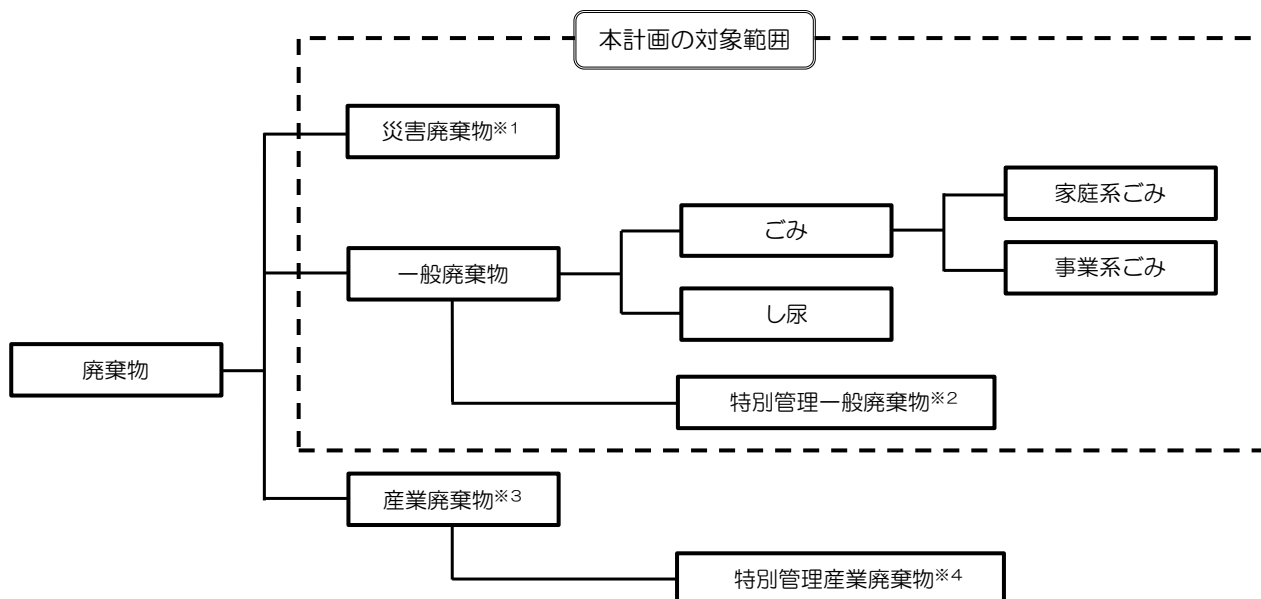 本計画の対象範囲
災害廃棄物※1
家庭系ごみ
ごみ
一般廃棄物
事業系ごみ
し尿
廃棄物
特別管理一般廃棄物※2
産業廃棄物※3
特別管理産業廃棄物※4